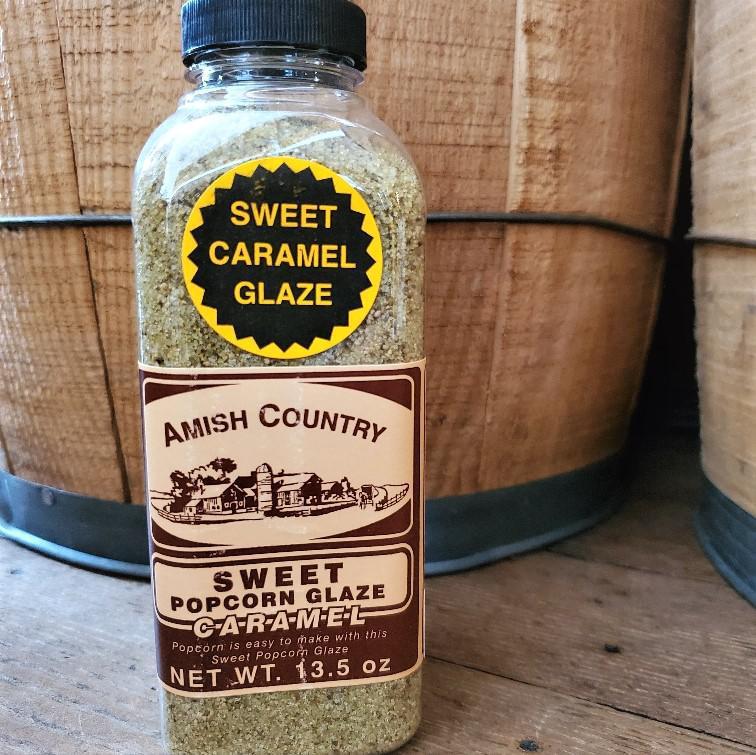 SWEET
CARAMEL
GLAZE
AMISH COUNTRY
SWEET
POPCORN GLAZE
CARAMEL
Popcorn is easy to make with this
Sweet Popcorn Glaze
NET WT. 13.5 oz